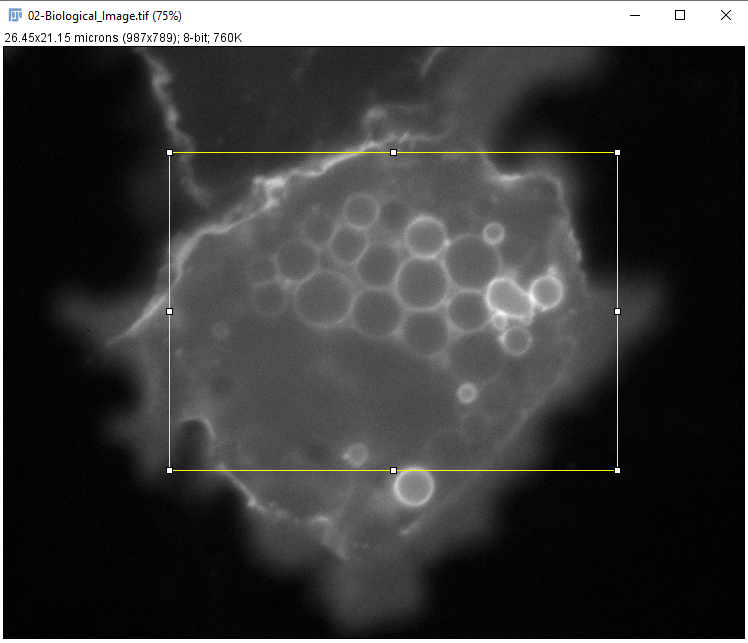 02-Biological_Image.tif (75%)
26.45x21.15 microns (987x789); 8-bit; 760K